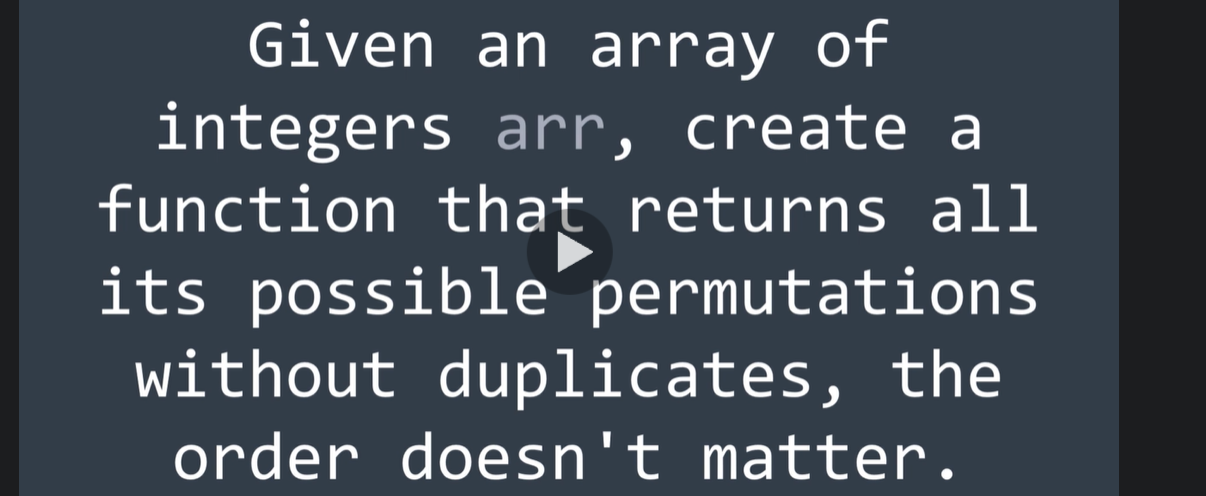 Given an array of
integers arr, create a
function that returns all
its possible permutations
without duplicates, the
order doesn't matter.